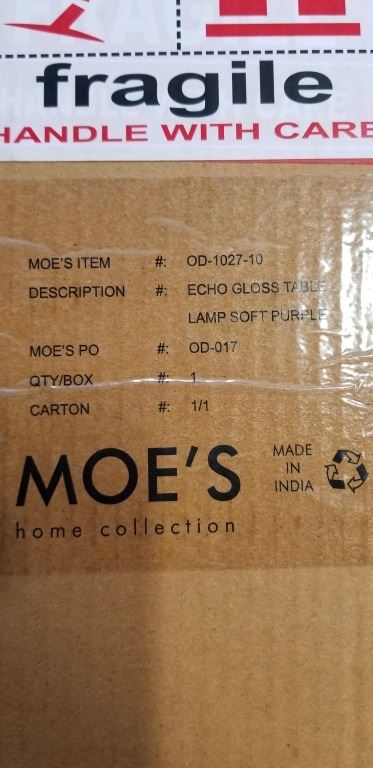 fragile
HANDLE WITH CARE
MOE'S ITEM #: OD-1027-10
DESCRIPTION #: ECHO GLOSS TABLE
LAMP SOFT PURPLE
MOE'S PO #: OD-017
QTY/BOX #: 1
CARTON #: 1/1
MOE'S
home collection
MADE
IN
INDIA